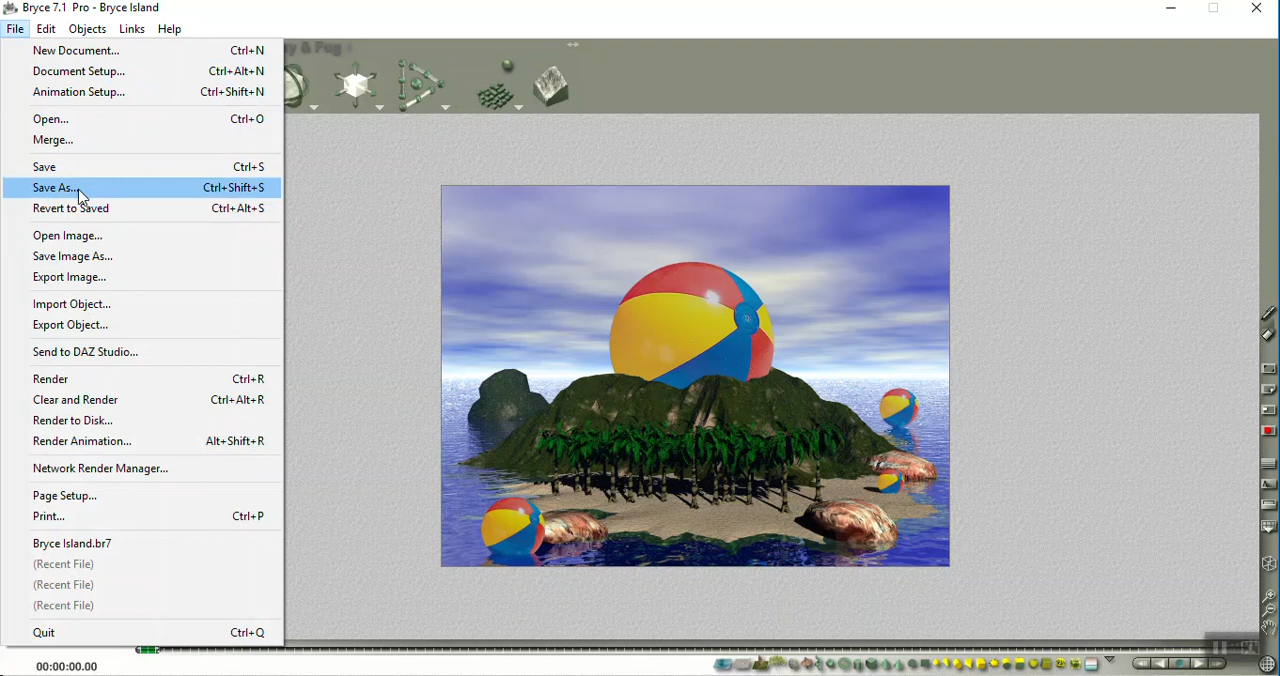 Bryce 7.1 Pro - Bryce Island
File Edit Objects Links Help
New Document... Ctrl+N
Document Setup... Ctrl+Alt+N
Animation Setup... Ctrl+Shift+N
Open... Ctrl+O
Merge...
Save Ctrl+S
Save As... Ctrl+Shift+S
Revert to Saved Ctrl+Alt+S
Open Image...
Save Image As...
Export Image...
Import Object...
Export Object...
Send to DAZ Studio...
Render Ctrl+R
Clear and Render Ctrl+Alt+R
Render to Disk...
Render Animation... Alt+Shift+R
Network Render Manager...
Page Setup...
Print... Ctrl+P
Bryce Island.br7
(Recent File)
(Recent File)
(Recent File)
Quit Ctrl+Q
00:00:00.00